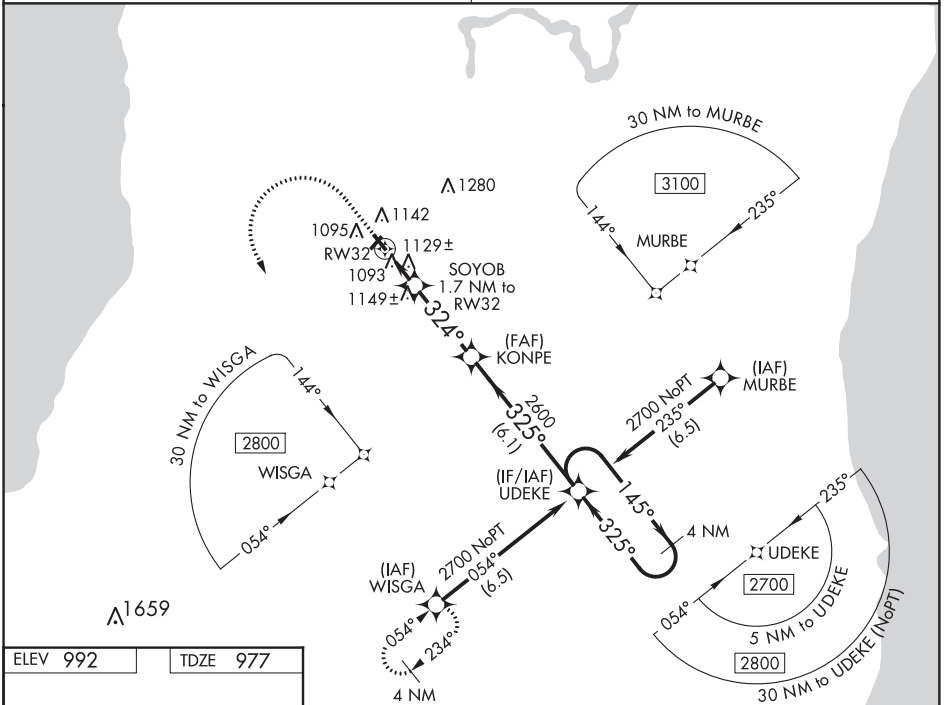 30 NM to MURBE
3100
144°
235°
MURBE
1280
1142
1095
RW32
1129±
1093
1149±
SOYOB
1.7 NM to
RW32
324°
(FAF)
KONPE
30 NM to WISGA
144°
2800
WISGA
054°
2600
325°
(6.1)
(IAF)
MURBE
2700 NoPT
235°
(6.5)
(IF/IAF)
UDEKE
145°
325°
4 NM
2700 NoPT
054°
(6.5)
(IAF)
WISGA
054°
234°
4 NM
235°
UDEKE
054°
2700
5 NM to UDEKE
2800
30 NM to UDEKE (NoPT)
1659
ELEV 992
TDZE 977